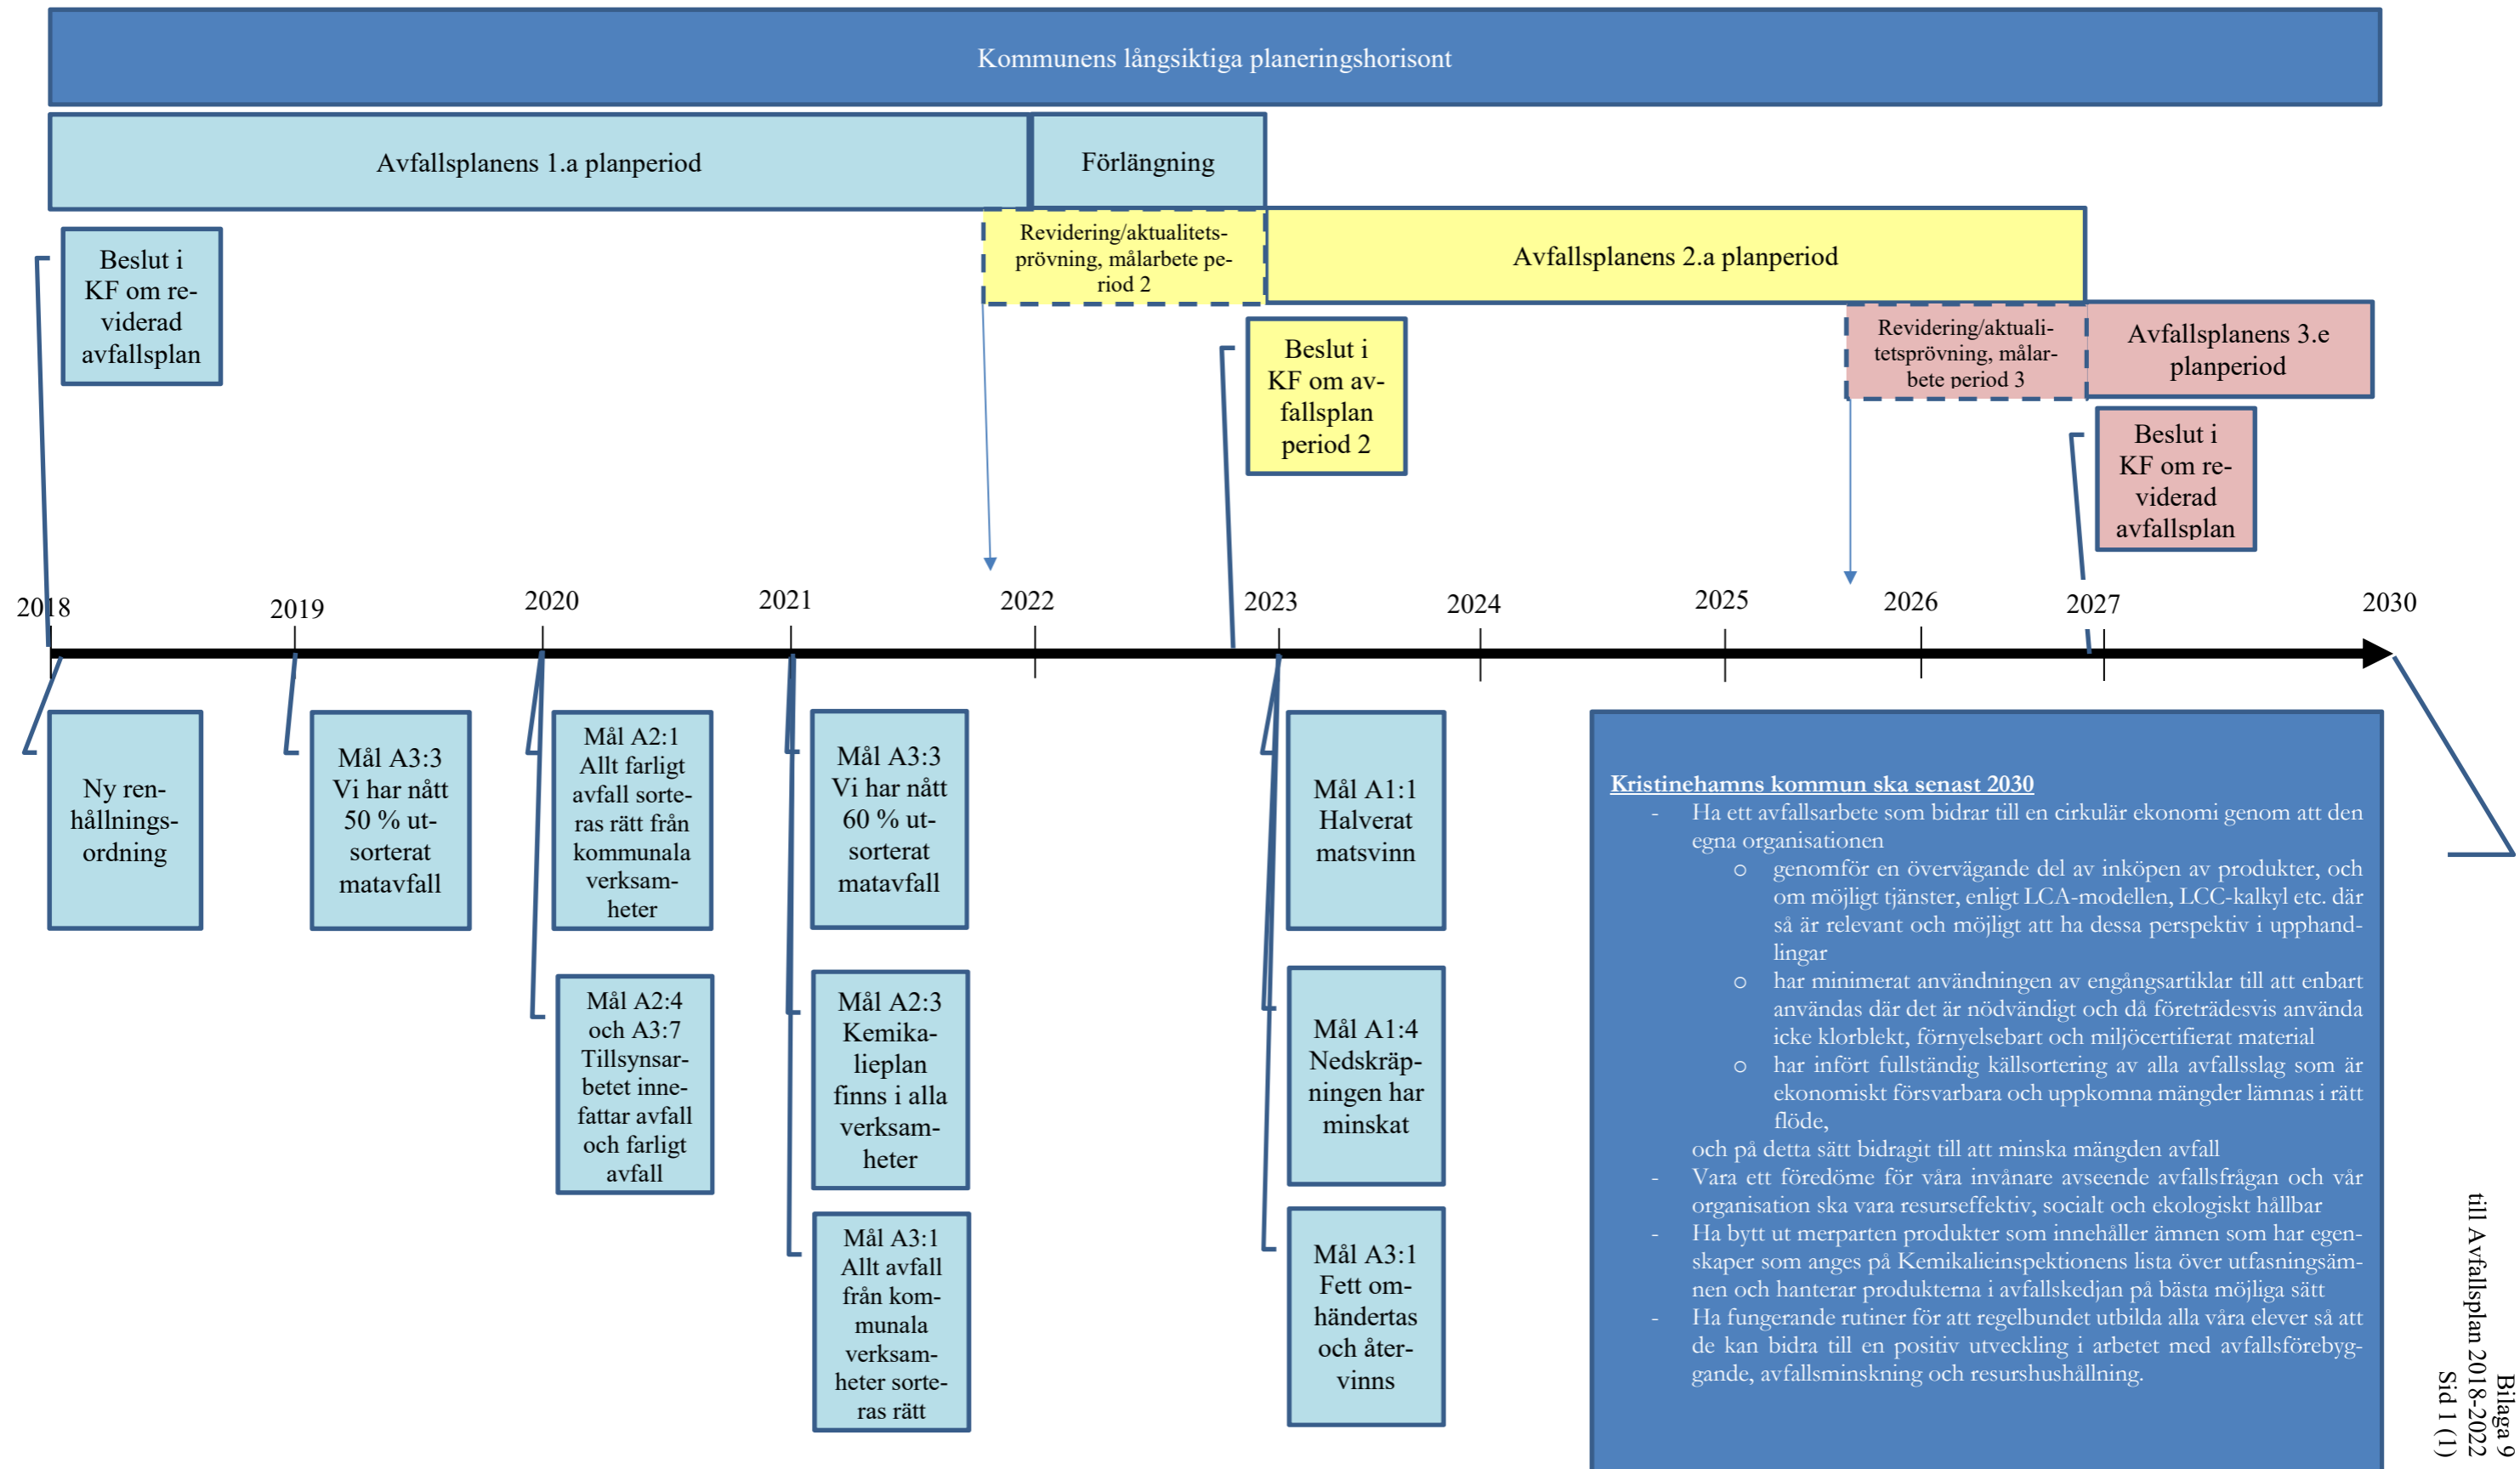 Kommunens långsiktiga planeringshorisont
Avfallsplanens 1.a planperiod
Förlängning
Revidering/aktualitets-
prövning, målarbete pe-
riod 2
Avfallsplanens 2.a planperiod
Revidering/aktuali-
tetsprövning, målar-
bete period 3
Avfallsplanens 3.e
planperiod
Beslut i
KF om re-
viderad
avfallsplan
Beslut i
KF om av-
fallsplan
period 2
Beslut i
KF om re-
viderad
avfallsplan
2018
2019
2020
2021
2022
2023
2024
2025
2026
2027
2030
Ny ren-
hållnings-
ordning
Mål A3:3
Vi har nått
50 % ut-
sorterat
matavfall
Mål A2:1
Allt farligt
avfall sorte-
ras rätt från
kommunala
verksam-
heter
Mål A2:4
och A3:7
Tillsynsar-
betet inne-
fattar avfall
och farligt
avfall
Mål A3:3
Vi har nått
60 % ut-
sorterat
matavfall
Mål A2:3
Kemika-
lieplan
finns i alla
verksam-
heter
Mål A3:1
Allt avfall
från kom-
munala
verksam-
heter sorte-
ras rätt
Mål A1:1
Halverat
matsvinn
Mål A1:4
Nedskräp-
ningen har
minskat
Mål A3:1
Fett om-
händertas
och åter-
vinns
Kristinehamns kommun ska senast 2030
- Ha ett avfallsarbete som bidrar till en cirkulär ekonomi genom att den
egna organisationen
o genomför en övervägande del av inköpen av produkter, och
om möjligt tjänster, enligt LCA-modellen, LCC-kalkyl etc. där
så är relevant och möjligt att ha dessa perspektiv i upphand-
lingar
o har minimerat användningen av engångsartiklar till att enbart
användas där det är nödvändigt och då företrädesvis använda
icke klorblekt, förnyelsebart och miljöcertifierat material
o har infört fullständig källsortering av alla avfallsslag som är
ekonomiskt försvarbara och uppkomna mängder lämnas i rätt
flöde,
och på detta sätt bidragit till att minska mängden avfall
- Vara ett föredöme för våra invånare avseende avfallsfrågan och vår
organisation ska vara resurseffektiv, socialt och ekologiskt hållbar
- Ha bytt ut merparten produkter som innehåller ämnen som har egen-
skaper som anges på Kemikalieinspektionens lista över utfasningsäm-
nen och hanterar produkterna i avfallskedjan på bästa möjliga sätt
- Ha fungerande rutiner för att regelbundet utbilda alla våra elever så att
de kan bidra till en positiv utveckling i arbetet med avfallsförebyg-
gande, avfallsminskning och resurshushållning.
Bilaga 9
till Avfallsplan 2018-2022
Sid 1 (1)